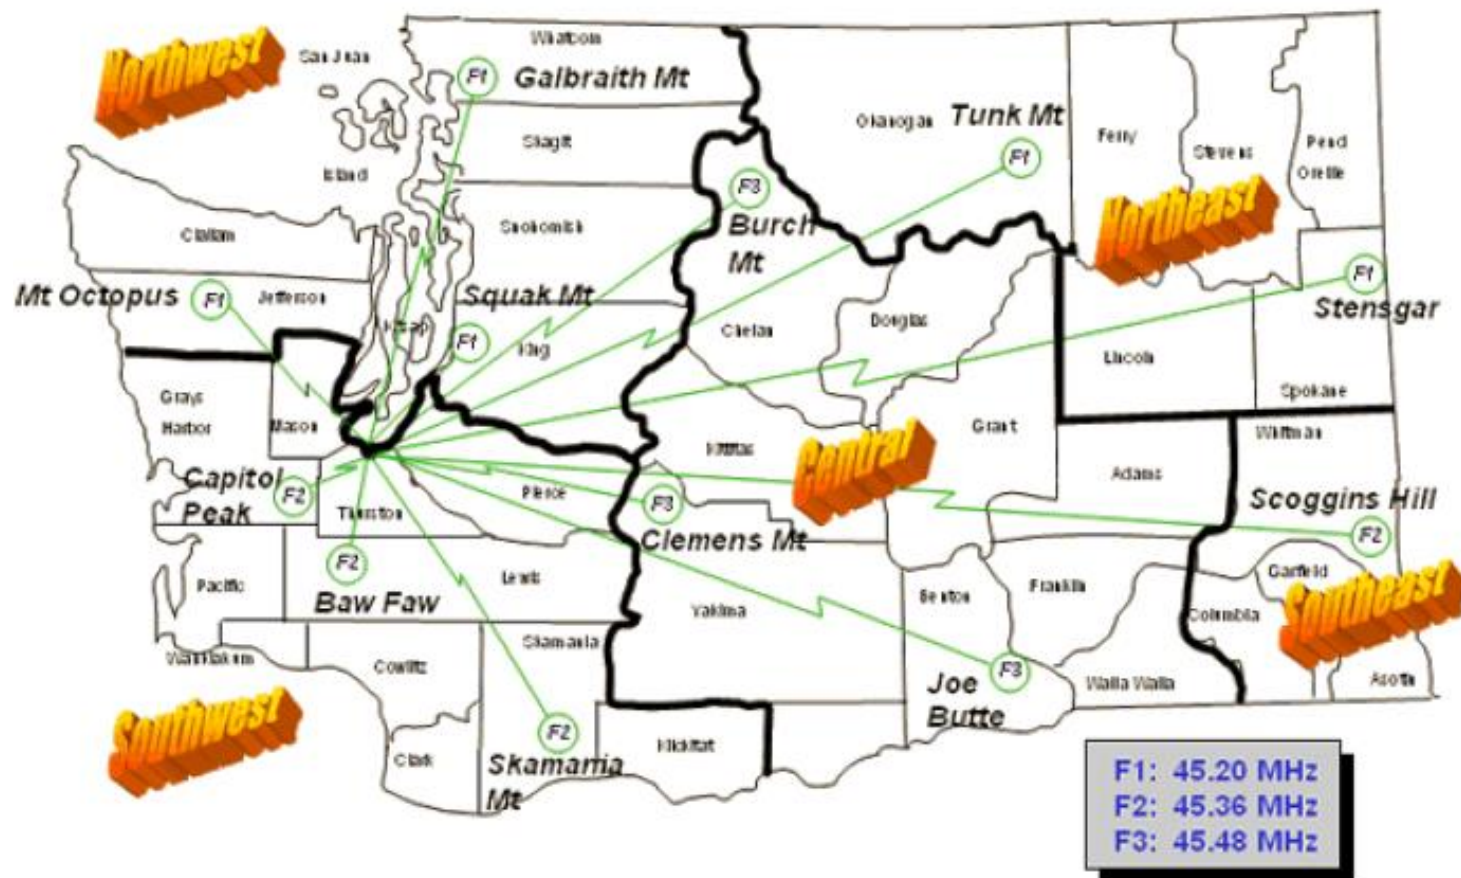 Northwest
San Juan
Whatcom
F1
Galbraith Mt
Skagit
Island
Okanogan
Tunk Mt
F1
Ferry
Stevens
Pend
Oreille
Northeast
F3
Burch
Mt
Snohomish
Clallam
Mt Octopus
F1
Jefferson
Squak Mt
Kitsap
F1
King
Chelan
Douglas
F1
Stensgar
Lincoln
Spokane
Grays
Harbor
Mason
Kittitas
Central
Grant
Adams
Whitman
Capitol
Peak
F2
Thurston
Pierce
F3
Clemens Mt
Scoggins Hill
F2
Garfield
Southeast
F2
Baw Faw
Lewis
Pacific
Yakima
Benton
Franklin
Columbia
Wahkiakum
Cowlitz
Skamania
Joe
Butte
F3
Walla Walla
Asotin
Southwest
Clark
F2
Skamania
Mt
Klickitat
F1: 45.20 MHz
F2: 45.36 MHz
F3: 45.48 MHz